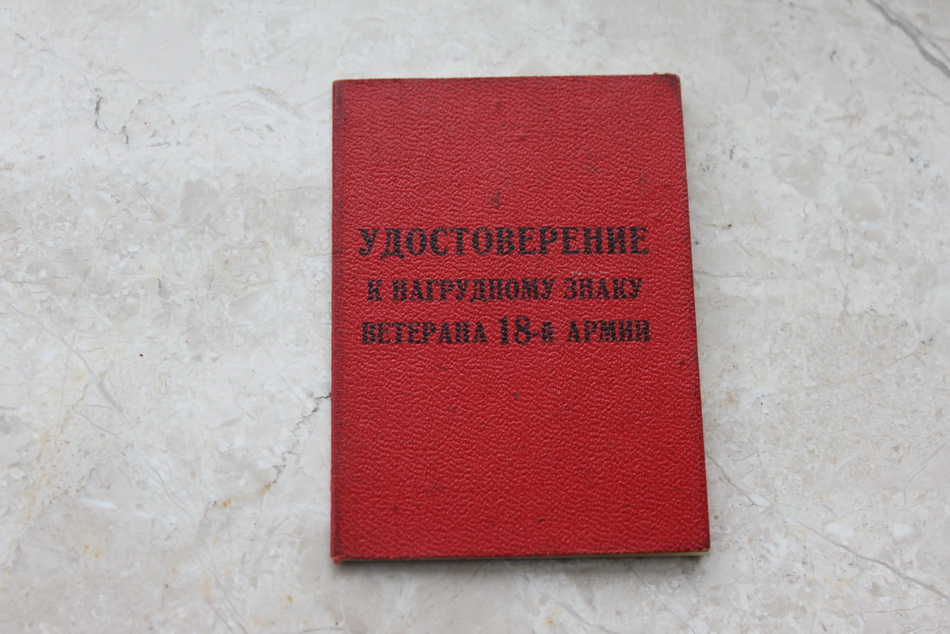 УДОСТОВЕРЕНИЕ
К НАГРУДНОМУ ЗНАКУ
ВЕТЕРАНА 18-й АРМИИ